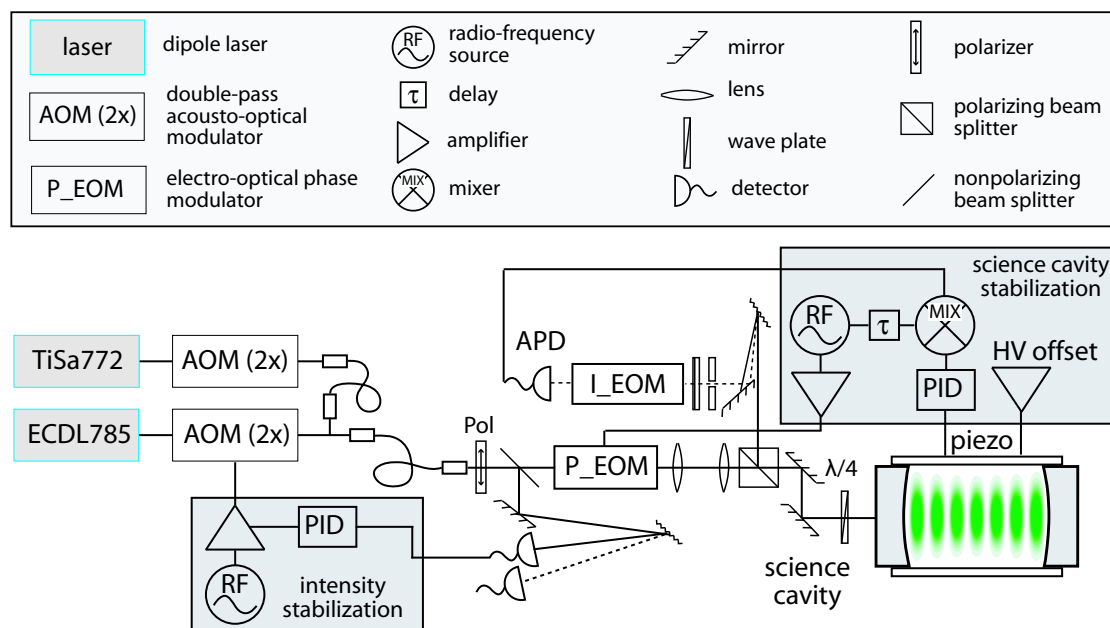 laser
dipole laser
AOM (2x)
double-pass
acousto-optical
modulator
P_EOM
electro-optical phase
modulator
RF
radio-frequency
source
τ
delay
amplifier
MIX
mixer
mirror
lens
wave plate
detector
polarizer
polarizing beam
splitter
nonpolarizing
beam splitter
science cavity
stabilization
RF
τ
MIX
HV offset
PID
piezo
APD
I_EOM
TiSa772
AOM (2x)
ECDL785
AOM (2x)
Pol
P_EOM
λ/4
science
cavity
PID
RF
intensity
stabilization